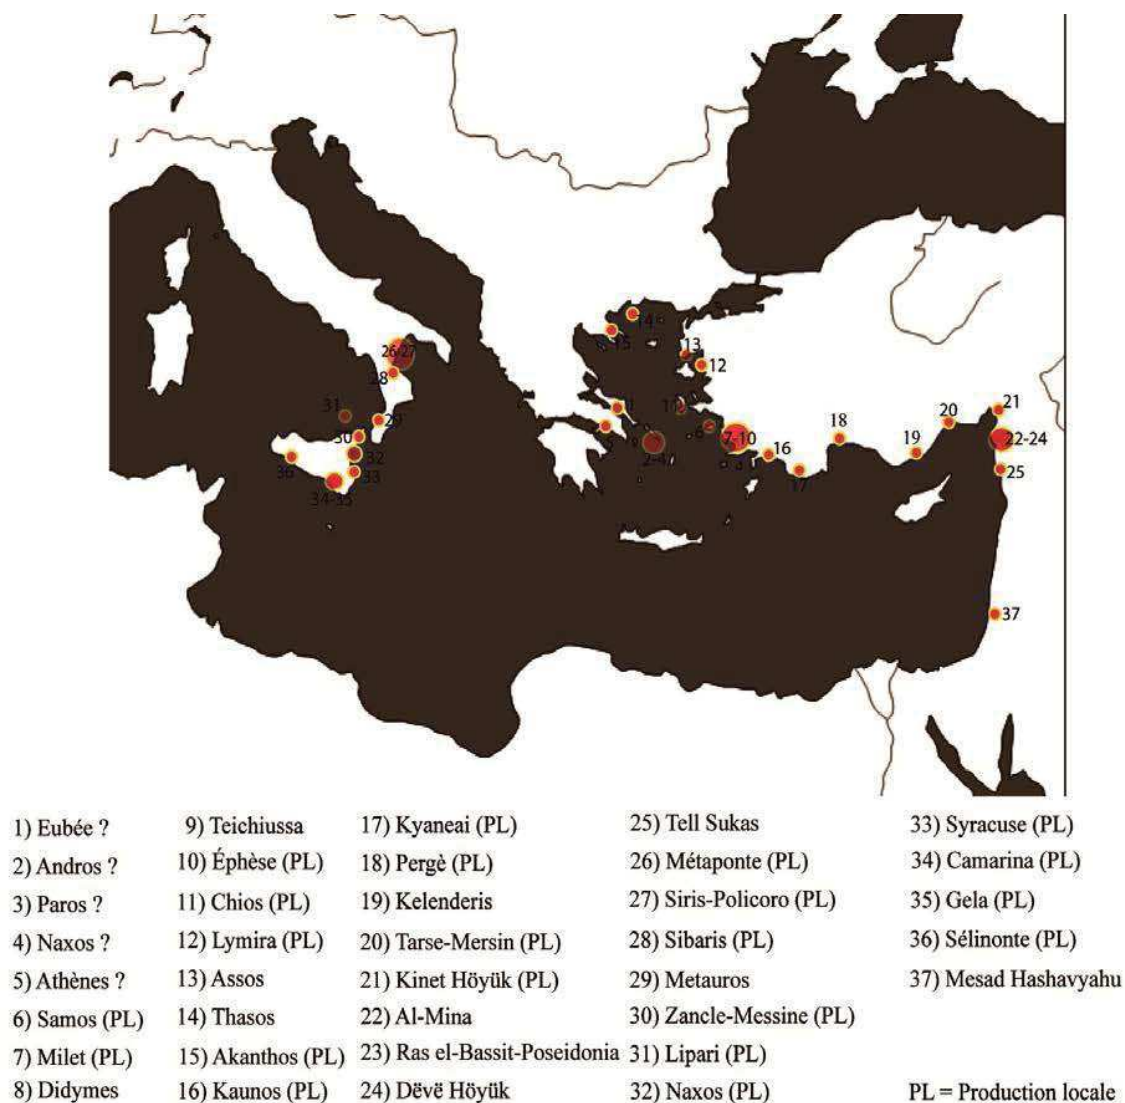 14
15
13
12
26-27
28
31
29
30
32
36
33
34-35
1
11
5
6
2-4
7-10
16
17
18
19
20
21
22-24
25
37
1) Eubée ?
2) Andros ?
3) Paros ?
4) Naxos ?
5) Athènes ?
6) Samos (PL)
7) Milet (PL)
8) Didymes
9) Teichiussa
10) Éphèse (PL)
11) Chios (PL)
12) Lymira (PL)
13) Assos
14) Thasos
15) Akanthos (PL)
16) Kaunos (PL)
17) Kyaneai (PL)
18) Pergè (PL)
19) Kelenderis
20) Tarse-Mersin (PL)
21) Kinet Höyük (PL)
22) Al-Mina
23) Ras el-Bassit-Poseidonia
24) Dëvë Höyük
25) Tell Sukas
26) Métaponte (PL)
27) Siris-Policoro (PL)
28) Sibaris (PL)
29) Metauros
30) Zancle-Messine (PL)
31) Lipari (PL)
32) Naxos (PL)
33) Syracuse (PL)
34) Camarina (PL)
35) Gela (PL)
36) Sélinonte (PL)
37) Mesad Hashavyahu
PL = Production locale